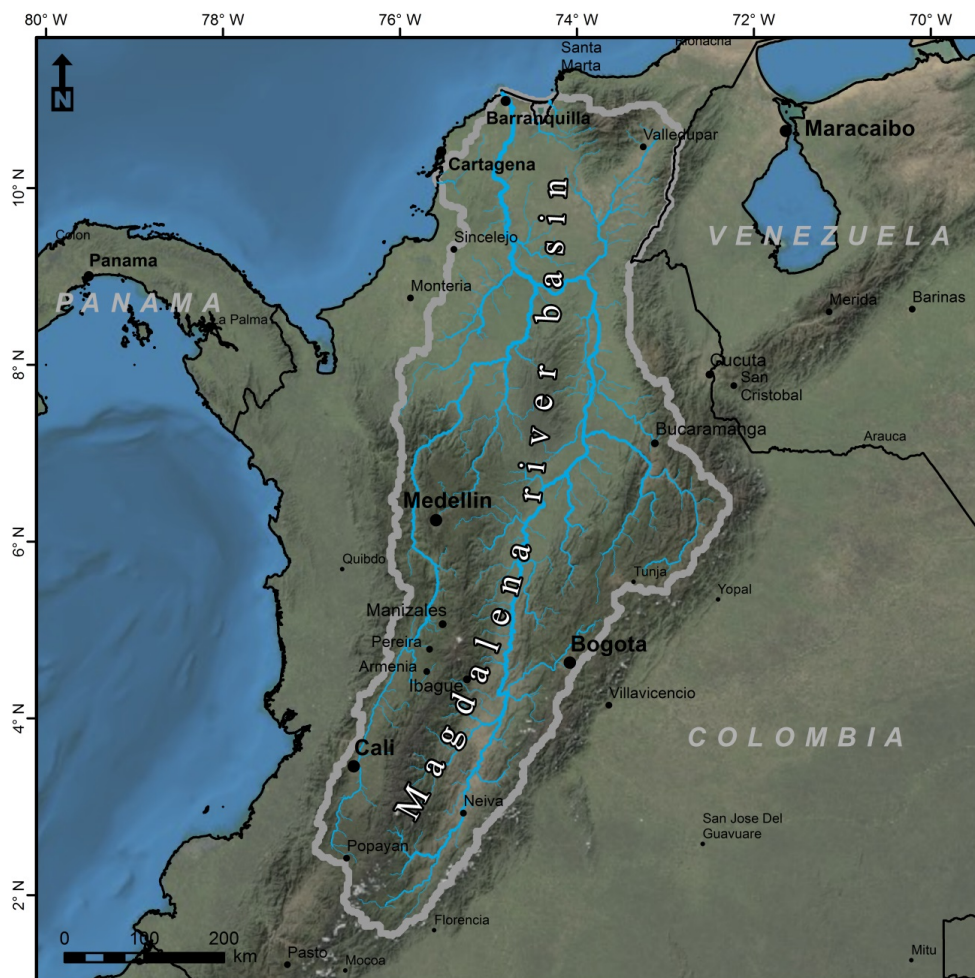 80° W
78° W
76° W
74° W
72° W
70° W
10° N
8° N
6° N
4° N
2° N
N
Santa
Marta
Riohacha
Barranquilla
Valledupar
Maracaibo
Cartagena
Colon
Sincelejo
VENEZUELA
Panama
Monteria
PANAMA
La Palma
Merida
Barinas
Cucuta
San
Cristobal
Bucaramanga
Arauca
Medellin
Quibdo
Tunja
Yopal
Manizales
Pereira
Armenia
Ibague
Bogota
Villavicencio
COLOMBIA
Cali
Neiva
San Jose Del
Guavuare
Popayan
Florencia
Pasto
Mocoa
Mitu
Magdalena river basin
0 100 200
km